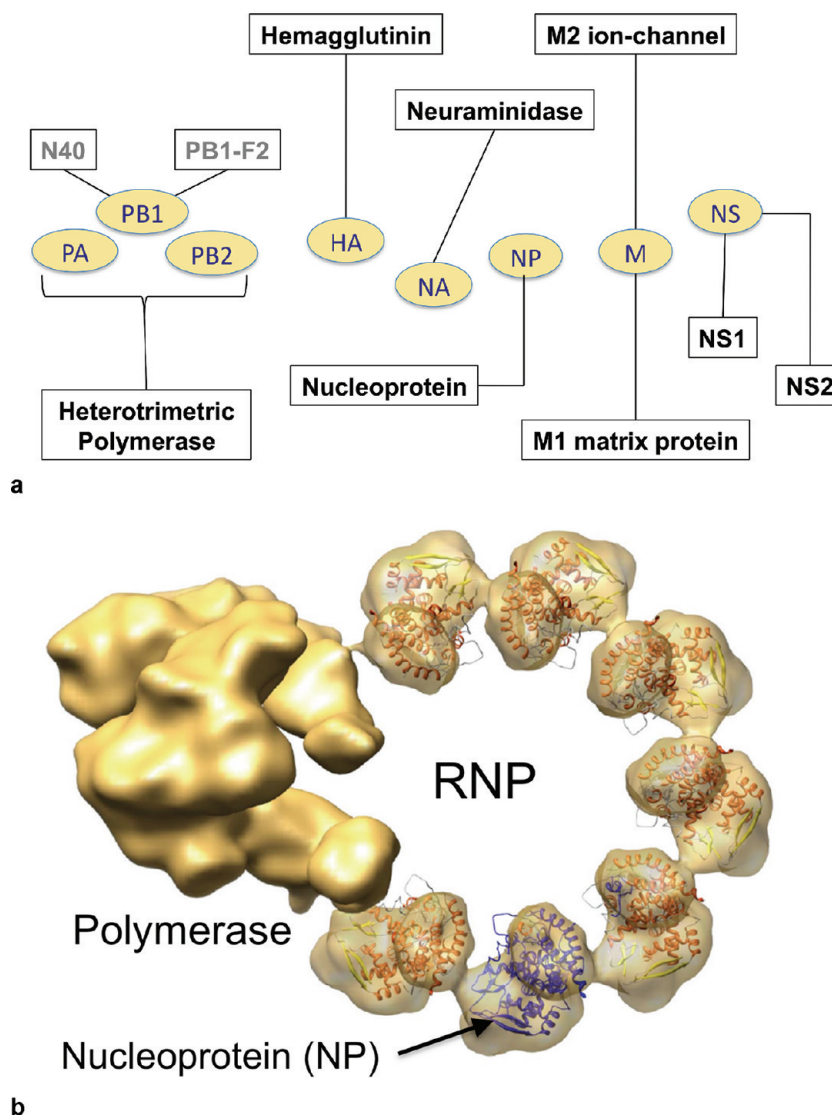 Hemagglutinin
M2 ion-channel
Neuraminidase
N40
PB1-F2
PB1
NS
PA
PB2
HA
NP
M
NA
NS1
Nucleoprotein
NS2
Heterotrimetric
Polymerase
M1 matrix protein
a
RNP
Polymerase
Nucleoprotein (NP)
b